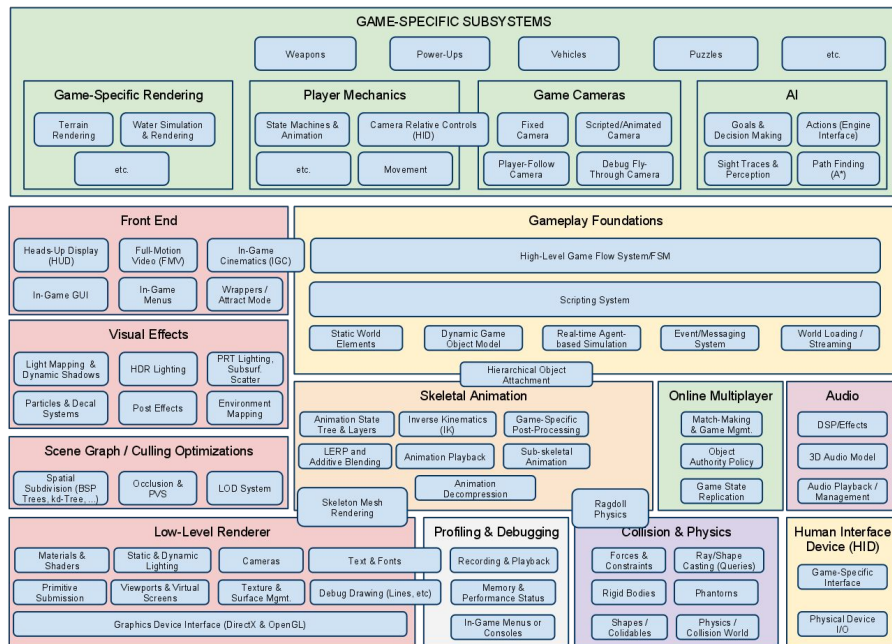 GAME-SPECIFIC SUBSYSTEMS
Weapons
Power-Ups
Vehicles
Puzzles
etc.
Game-Specific Rendering
Terrain
Rendering
Water Simulation
& Rendering
etc.
Player Mechanics
State Machines &
Animation
Camera Relative Controls
(HID)
etc.
Movement
Game Cameras
Fixed
Camera
Scripted/Animated
Camera
Player-Follow
Camera
Debug Fly-
Through Camera
AI
Goals &
Decision Making
Actions (Engine
Interface)
Sight Traces &
Perception
Path Finding
(A*)
Front End
Heads-Up Display
(HUD)
Full-Motion
Video (FMV)
In-Game
Cinematics (IGC)
In-Game GUI
In-Game
Menus
Wrappers /
Attract Mode
Gameplay Foundations
High-Level Game Flow System/FSM
Scripting System
Static World
Elements
Dynamic Game
Object Model
Real-time Agent-
based Simulation
Event/Messaging
System
World Loading /
Streaming
Hierarchical Object
Attachment
Visual Effects
Light Mapping &
Dynamic Shadows
HDR Lighting
PRT Lighting,
Subsurf.
Scatter
Particles & Decal
Systems
Post Effects
Environment
Mapping
Skeletal Animation
Animation State
Tree & Layers
Inverse Kinematics
(IK)
Game-Specific
Post-Processing
LERP and
Additive Blending
Animation Playback
Sub-skeletal
Animation
Animation
Decompression
Skeleton Mesh
Rendering
Ragdoll
Physics
Online Multiplayer
Match-Making
& Game Mgmt.
Object
Authority Policy
Game State
Replication
Audio
DSP/Effects
3D Audio Model
Audio Playback /
Management
Scene Graph / Culling Optimizations
Spatial
Subdivision (BSP
Trees, kd-Tree, ...)
Occlusion &
PVS
LOD System
Low-Level Renderer
Materials &
Shaders
Static & Dynamic
Lighting
Cameras
Text & Fonts
Primitive
Submission
Viewports & Virtual
Screens
Texture &
Surface Mgmt.
Debug Drawing (Lines, etc)
Graphics Device Interface (DirectX & OpenGL)
Profiling & Debugging
Recording & Playback
Memory &
Performance Status
In-Game Menus or
Consoles
Collision & Physics
Forces &
Constraints
Ray/Shape
Casting (Queries)
Rigid Bodies
Phantoms
Shapes /
Colidables
Physics /
Collision World
Human Interface
Device (HID)
Game-Specific
Interface
Physical Device
I/O